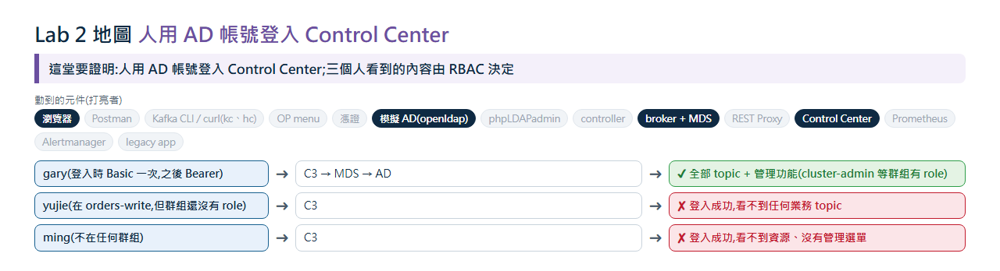 Lab 2 地圖 人用 AD 帳號登入 Control Center
這堂要證明:人用 AD 帳號登入 Control Center;三個人看到的內容由 RBAC 決定
動到的元件(打亮者)
瀏覽器 Postman Kafka CLI / curl(kc、hc) OP menu 憑證 模擬 AD(openldap) phpLDAPadmin controller broker + MDS REST Proxy Control Center Prometheus
Alertmanager legacy app
gary(登入時 Basic 一次,之後 Bearer) → C3 → MDS → AD → ✔ 全部 topic + 管理功能(cluster-admin 等群組有 role)
yujie(在 orders-write,但群組還沒有 role) → C3 → ✘ 登入成功,看不到任何業務 topic
ming(不在任何群組) → C3 → ✘ 登入成功,看不到資源、沒有管理選單